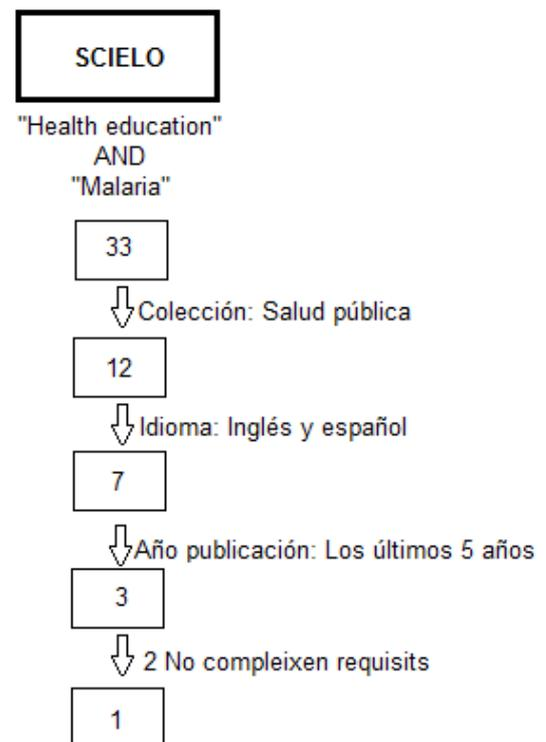 SCIELO
"Health education"
AND
"Malaria"
33
Colección: Salud pública
12
Idioma: Inglés y español
7
Año publicación: Los últimos 5 años
3
2 No compleixen requisits
1